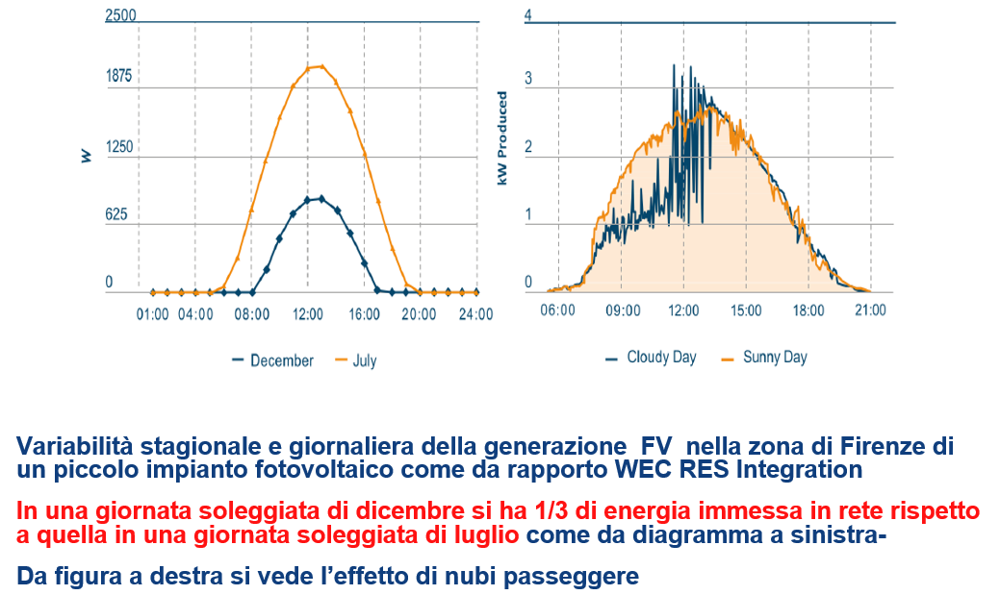 2500
1875
1250
625
0
W
01:00 04:00 08:00 12:00 16:00 20:00 24:00
December July
4
3
2
1
0
kW Produced
06:00 09:00 12:00 15:00 18:00 21:00
Cloudy Day Sunny Day
Variabilità stagionale e giornaliera della generazione FV nella zona di Firenze di
un piccolo impianto fotovoltaico come da rapporto WEC RES Integration
In una giornata soleggiata di dicembre si ha 1/3 di energia immessa in rete rispetto
a quella in una giornata soleggiata di luglio come da diagramma a sinistra-
Da figura a destra si vede l’effetto di nubi passeggere